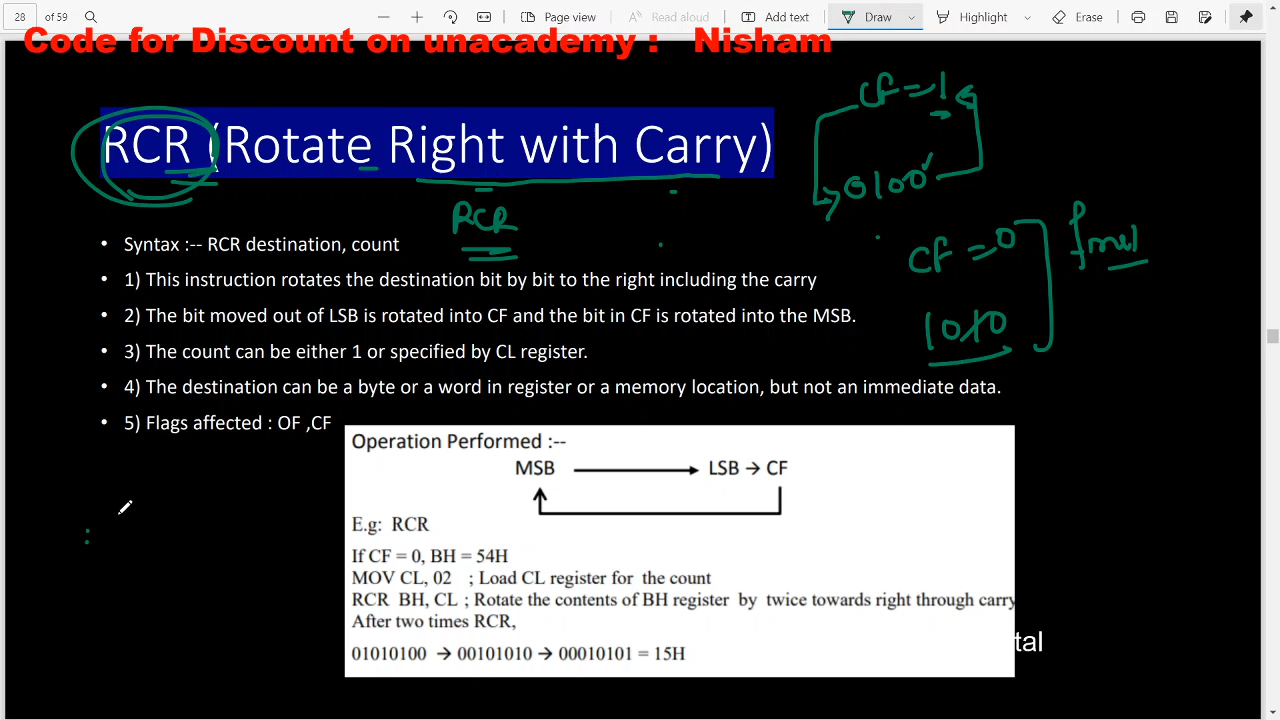 28 of 59
Page view
Read aloud
Add text
Draw
Highlight
Erase
Code for Discount on unacademy : Nisham
CF = 1
RCR (Rotate Right with Carry)
0100
RCR
CF = 0
• Syntax :-- RCR destination, count
• 1) This instruction rotates the destination bit by bit to the right including the carry
• 2) The bit moved out of LSB is rotated into CF and the bit in CF is rotated into the MSB.
1010
• 3) The count can be either 1 or specified by CL register.
• 4) The destination can be a byte or a word in register or a memory location, but not an immediate data.
• 5) Flags affected : OF ,CF
Operation Performed :--
MSB LSB → CF
E.g: RCR
If CF = 0, BH = 54H
MOV CL, 02 ; Load CL register for the count
RCR BH, CL ; Rotate the contents of BH register by twice towards right through carry
After two times RCR,
01010100 → 00101010 → 00010101 = 15H
tal